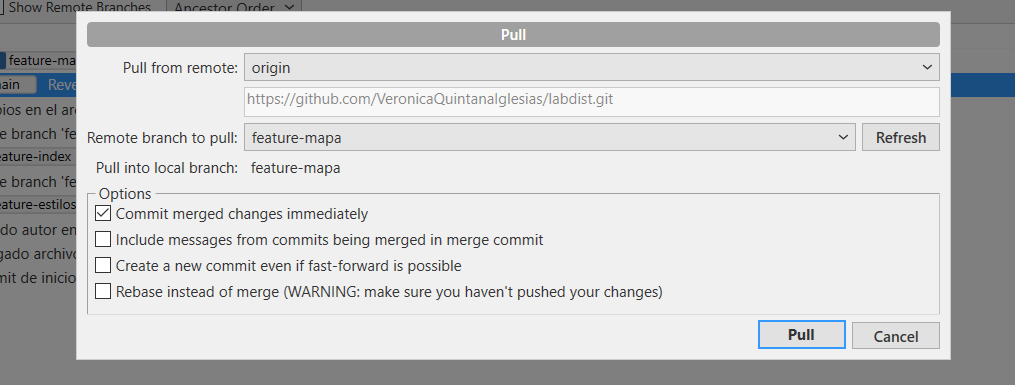 Show Remote Branches
Ancestor Order
Pull
feature-ma
Pull from remote:
origin
ain
Reve
https://github.com/VeronicaQuintanaIglesias/labdist.git
bios en el ar
e branch 'fe
Remote branch to pull:
feature-mapa
Refresh
eature-index
Pull into local branch:
feature-mapa
e branch 'fe
Options
eature-estilos
Commit merged changes immediately
do autor en
Include messages from commits being merged in merge commit
gado archivo
Create a new commit even if fast-forward is possible
mit de inicio
Rebase instead of merge (WARNING: make sure you haven't pushed your changes)
Pull
Cancel